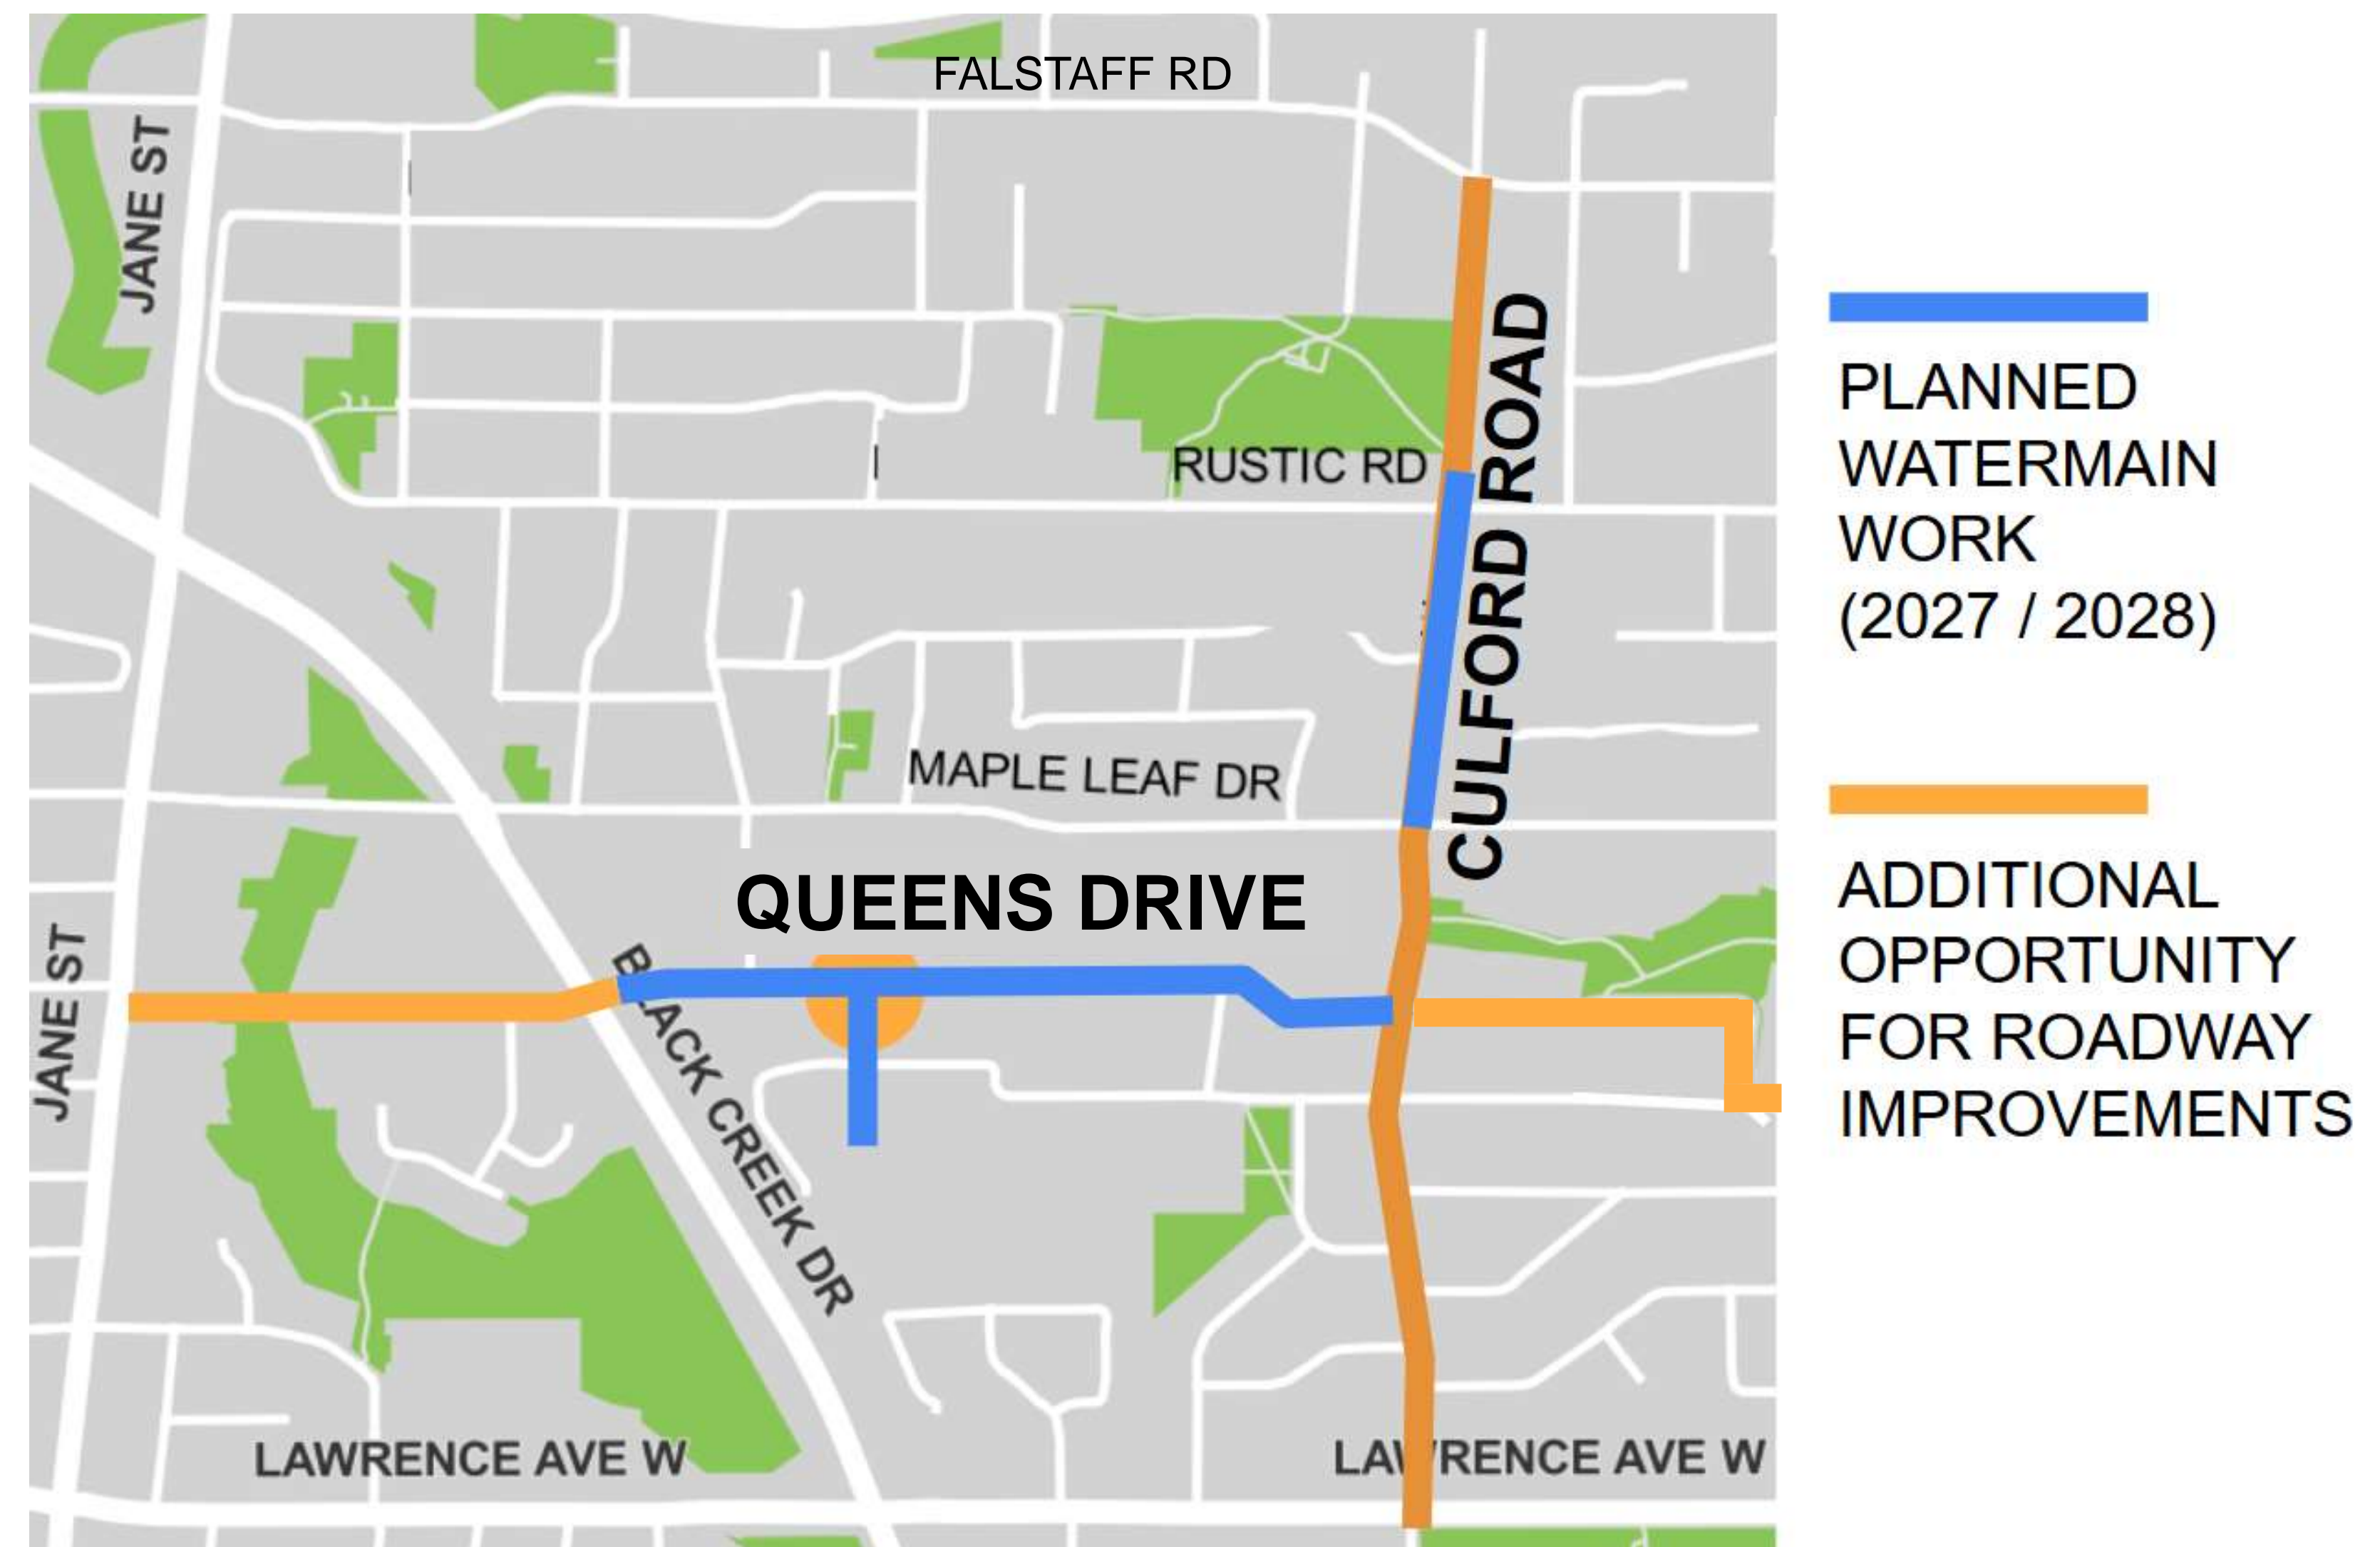 FALSTAFF RD
JANE ST
CULFORD ROAD
RUSTIC RD
MAPLE LEAF DR
QUEENS DRIVE
JANE ST
BLACK CREEK DR
LAWRENCE AVE W
LAWRENCE AVE W
PLANNED
WATERMAIN
WORK
(2027 / 2028)
ADDITIONAL
OPPORTUNITY
FOR ROADWAY
IMPROVEMENTS